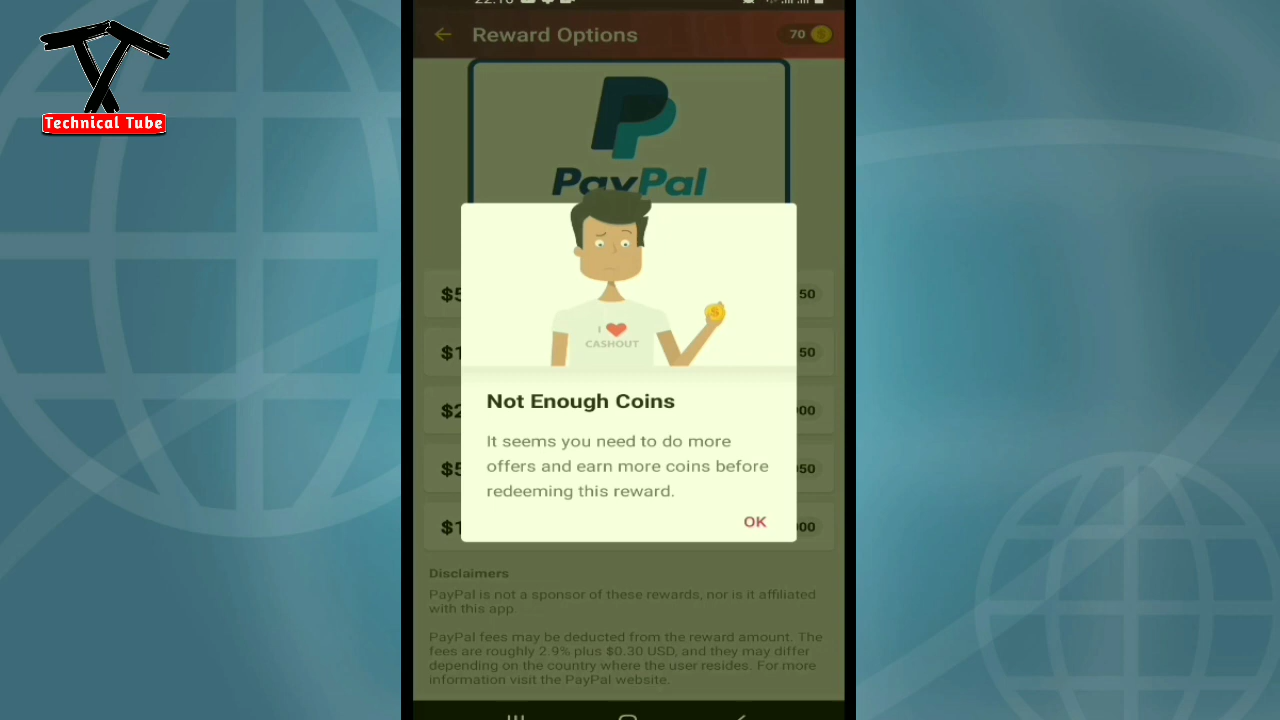 Technical Tube
Reward Options
70
PayPal
I
CASHOUT
Not Enough Coins
It seems you need to do more
offers and earn more coins before
redeeming this reward.
OK
Disclaimers
PayPal is not a sponsor of these rewards, nor is it affiliated
with this app
PayPal fees may be deducted from the reward amount. The
fees are roughly 2.9% plus $0.30 USD, and they may differ
depending on the country where the user resides. For more
information visit the PayPal website.